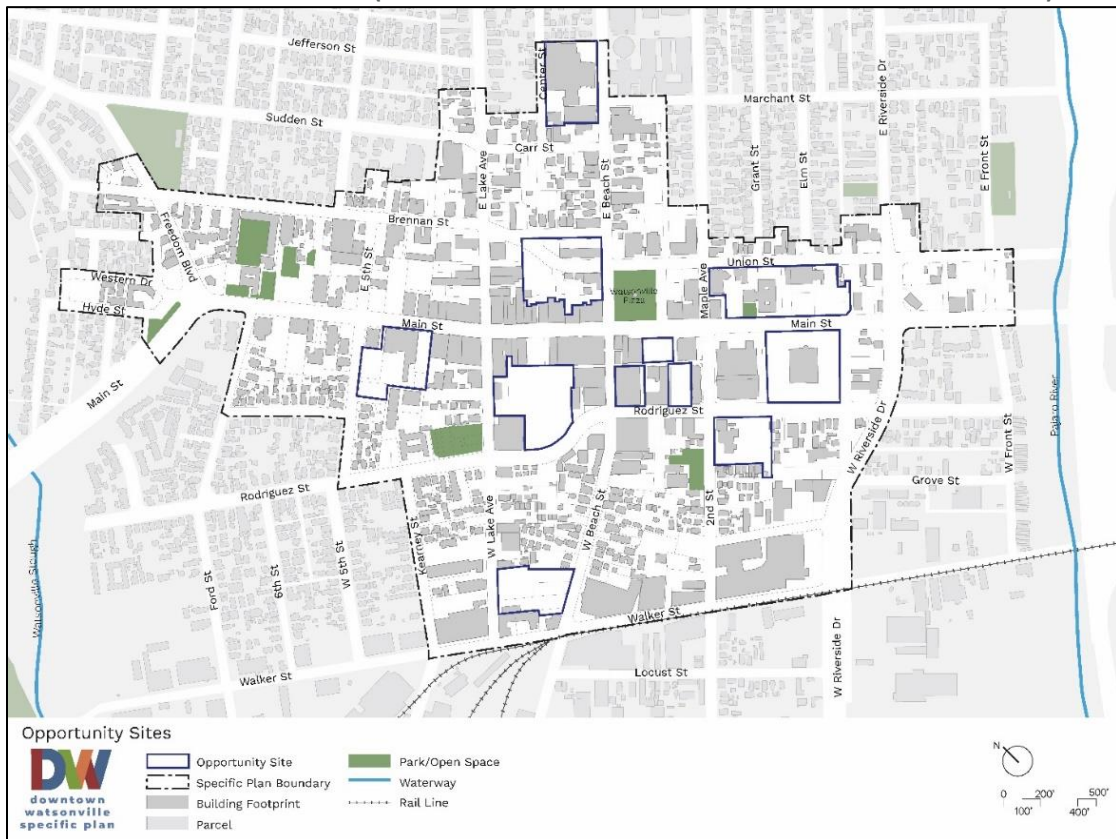 Jefferson St
Center St
Marchant St
E Riverside Dr
Sudden St
Carr St
E Lake Ave
E Beach St
Grant St
Elm St
E Front St
Brennan St
Freedom Blvd
E 5th St
Union St
Western Dr
Hyde St
Watsonville
Plaza
Maple Ave
Main St
Main St
Main St
Pajaro River
Rodriguez St
W Riverside Dr
W Front St
Rodriguez St
Grove St
Kearney St
W Lake Ave
W Beach St
2nd St
Watsonville Slough
Ford St
6th St
W 5th St
Walker St
Walker St
Locust St
W Riverside Dr
Opportunity Sites
DW
downtown
watsonville
specific plan
Opportunity Site
Specific Plan Boundary
Building Footprint
Parcel
Park/Open Space
Waterway
Rail Line
N
0 200' 500'
100' 400'